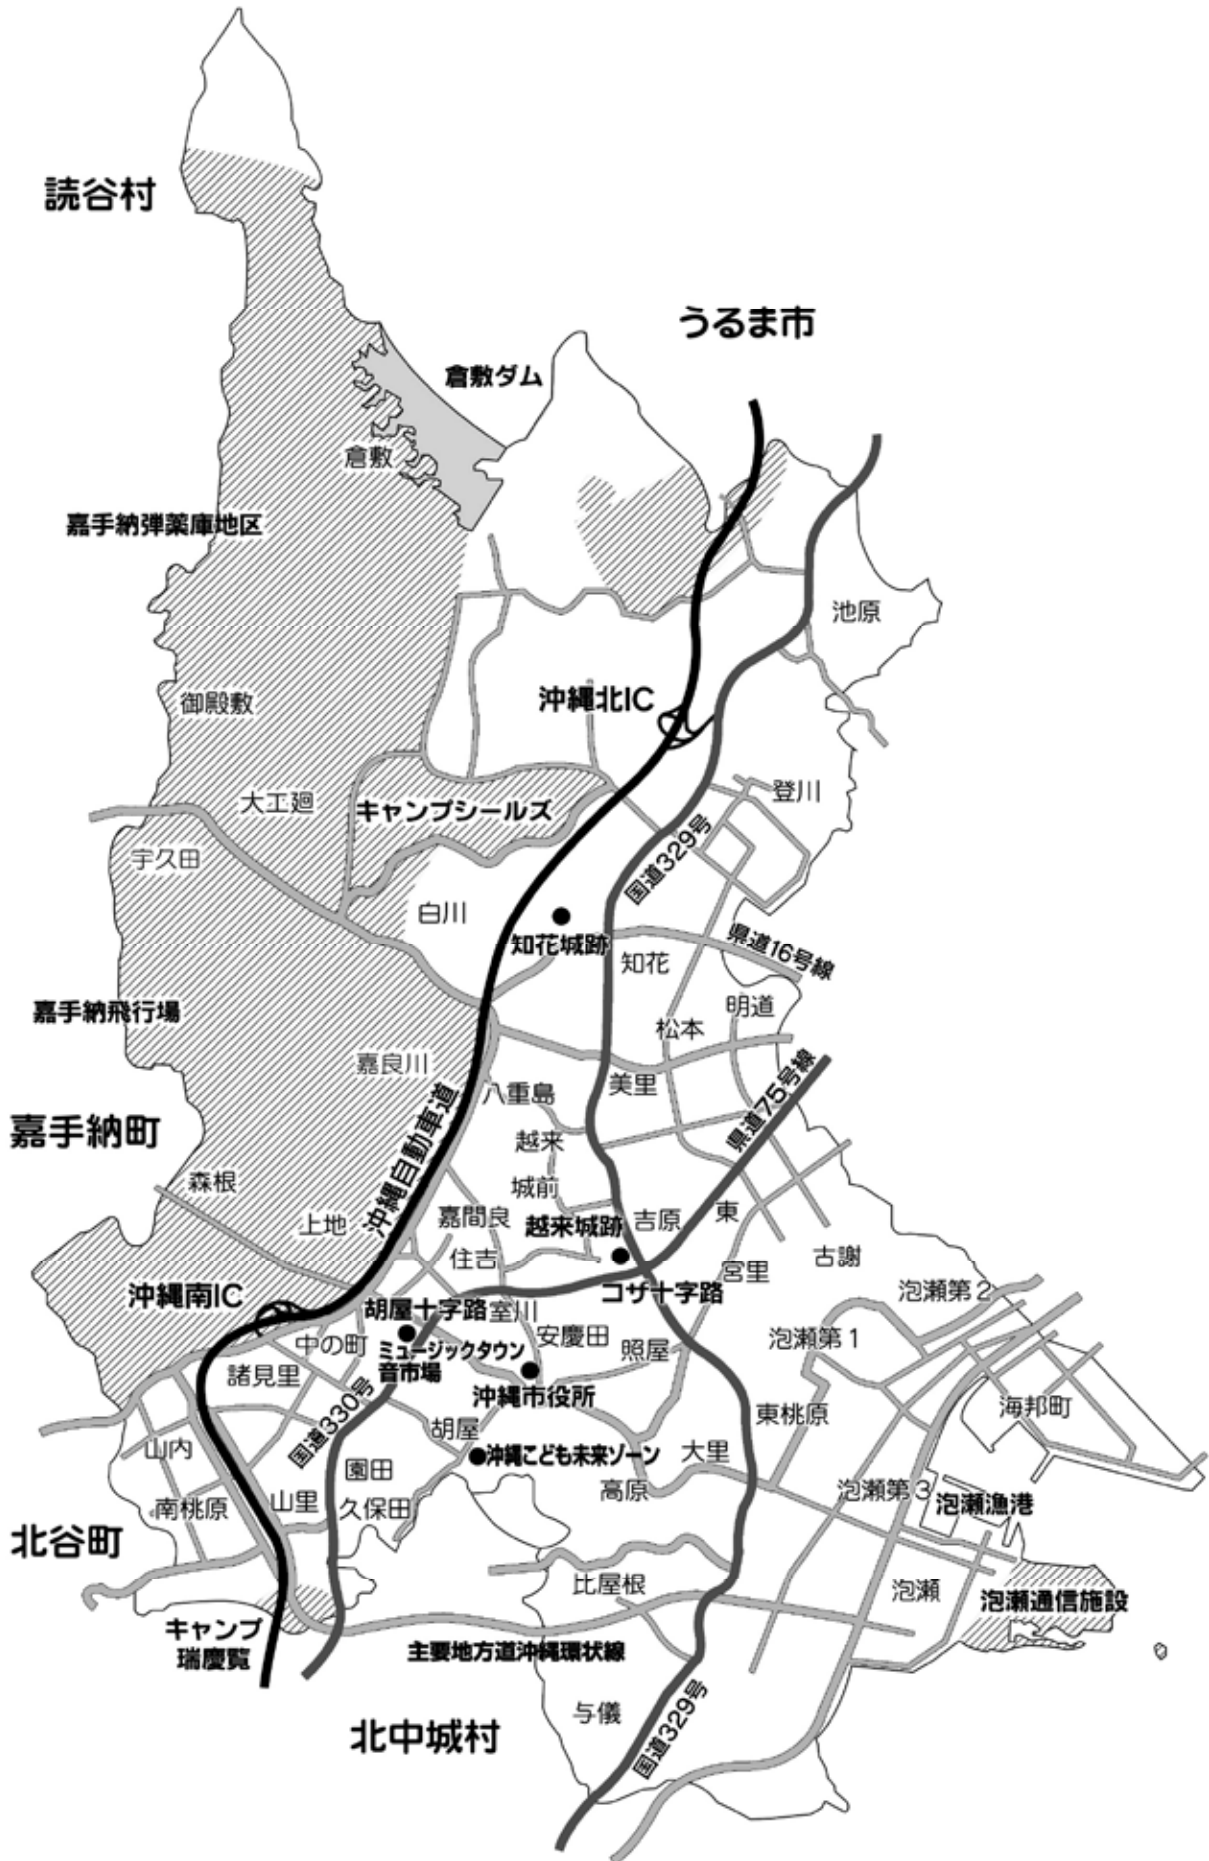 読谷村
うるま市
倉敷ダム
倉敷
嘉手納弾薬庫地区
池原
御殿敷
沖縄北IC
大工廻
キャンプシールズ
登川
宇久田
国道329号
白川
知花城跡
県道16号線
知花
嘉手納飛行場
明道
松本
嘉良川
美里
八重島
県道75号線
嘉手納町
越来
沖縄自動車道
森根
城前
上地
嘉間良
越来城跡
吉原
東
住吉
古謝
宮里
沖縄南IC
コザ十字路
泡瀬第2
胡屋十字路
室川
中の町
安慶田
泡瀬第1
ミュージックタウン
音市場
照屋
諸見里
沖縄市役所
国道330号
海邦町
東桃原
胡屋
山内
沖縄こども未来ゾーン
大里
園田
高原
泡瀬第3
泡瀬漁港
山里
久保田
南桃原
北谷町
比屋根
泡瀬
泡瀬通信施設
キャンプ
瑞慶覧
主要地方道沖縄環状線
与儀
北中城村
国道329号